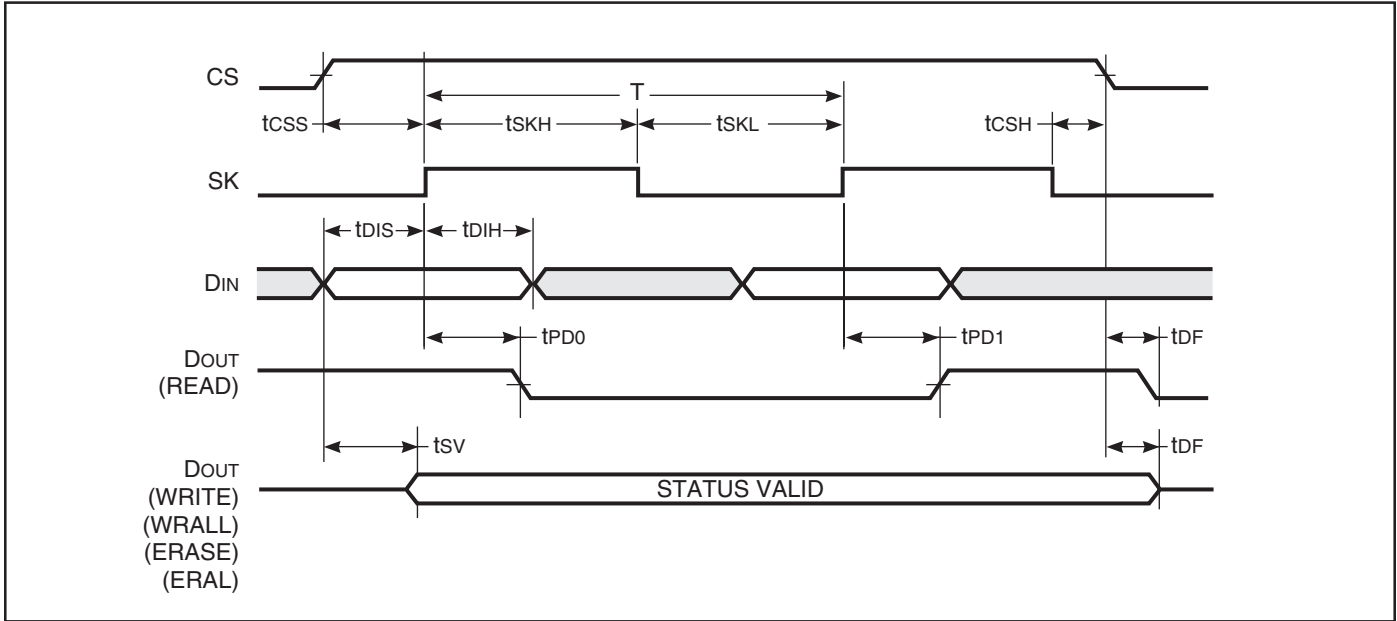 CS
T
tCSS
tSKH
tSKL
tCSH
SK
tDIS
tDIH
DIN
tPD0
tPD1
tDF
DOUT
(READ)
tSV
tDF
DOUT
(WRITE)
(WRALL)
(ERASE)
(ERAL)
STATUS VALID